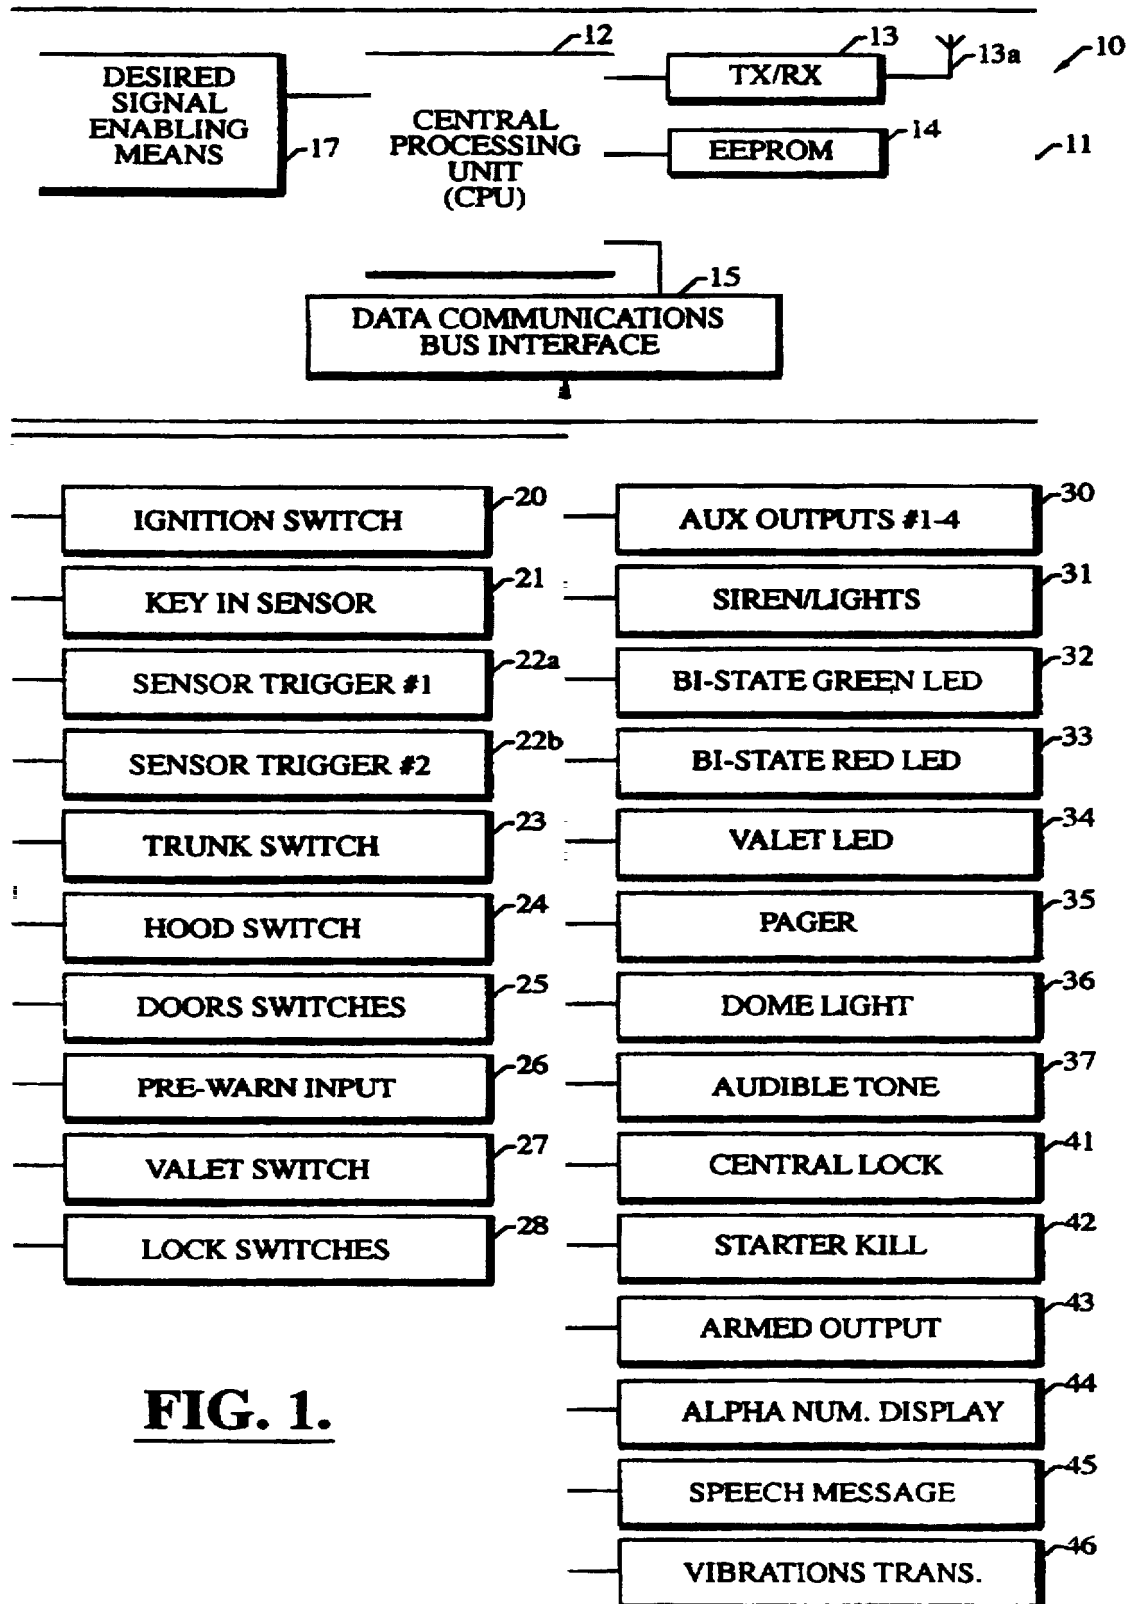 12
13
13a
10
DESIRED
SIGNAL
ENABLING
MEANS
17
CENTRAL
PROCESSING
UNIT
(CPU)
TX/RX
14
EEPROM
11
15
DATA COMMUNICATIONS
BUS INTERFACE
IGNITION SWITCH
20
KEY IN SENSOR
21
SENSOR TRIGGER #1
22a
SENSOR TRIGGER #2
22b
TRUNK SWITCH
23
HOOD SWITCH
24
DOORS SWITCHES
25
PRE-WARN INPUT
26
VALET SWITCH
27
LOCK SWITCHES
28
AUX OUTPUTS #1-4
30
SIREN/LIGHTS
31
BI-STATE GREEN LED
32
BI-STATE RED LED
33
VALET LED
34
PAGER
35
DOME LIGHT
36
AUDIBLE TONE
37
CENTRAL LOCK
41
STARTER KILL
42
ARMED OUTPUT
43
ALPHA NUM. DISPLAY
44
SPEECH MESSAGE
45
VIBRATIONS TRANS.
46
FIG. 1.